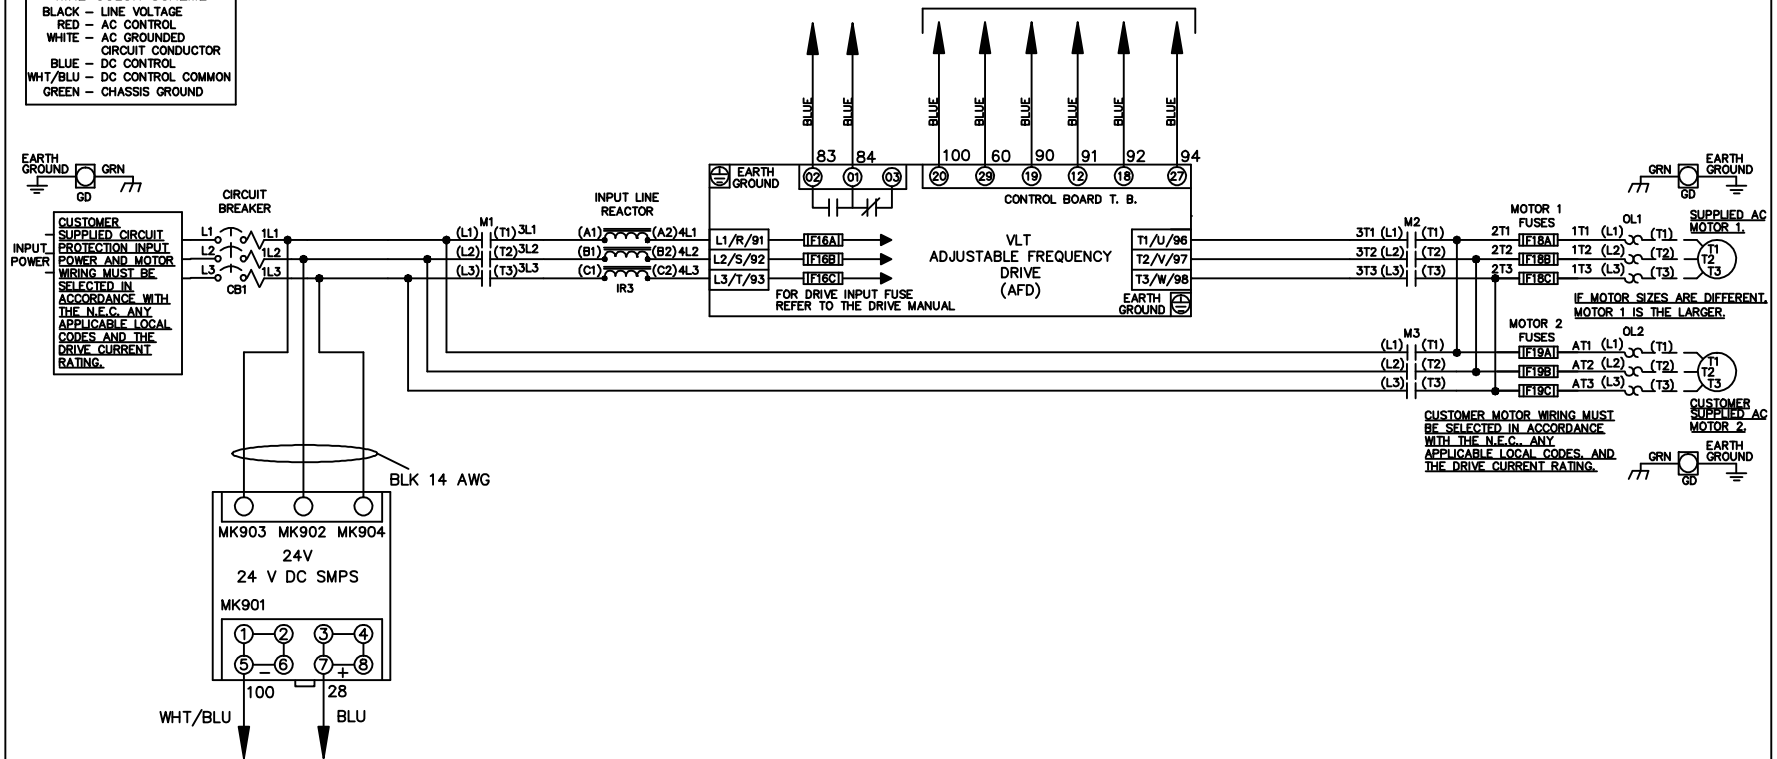 BLACK – LINE VOLTAGE
RED – AC CONTROL
WHITE – AC GROUNDED
CIRCUIT CONDUCTOR
BLUE – DC CONTROL
WHT/BLU – DC CONTROL COMMON
GREEN – CHASSIS GROUND
BLUE BLUE BLUE BLUE BLUE BLUE BLUE BLUE
83 84 100 60 90 91 92 94
02 01 03 20 29 19 12 18 27
EARTH
GROUND
CONTROL BOARD T. B.
EARTH
GROUND
GRN
GD
CIRCUIT
BREAKER
INPUT
POWER
CUSTOMER
SUPPLIED CIRCUIT
PROTECTION INPUT
POWER AND MOTOR
WIRING MUST BE
SELECTED IN
ACCORDANCE WITH
THE N.E.C. ANY
APPLICABLE LOCAL
CODES AND THE
DRIVE CURRENT
RATING.
L1 1L1
L2 1L2
L3 1L3
CB1
M1
(L1) (T1) 3L1
(L2) (T2) 3L2
(L3) (T3) 3L3
INPUT LINE
REACTOR
(A1) (A2) 4L1
(B1) (B2) 4L2
(C1) (C2) 4L3
IR3
L1/R/91 F16A
L2/S/92 F16B
L3/T/93 F16C
FOR DRIVE INPUT FUSE
REFER TO THE DRIVE MANUAL
VLT
ADJUSTABLE FREQUENCY
DRIVE
(AFD)
T1/U/96
T2/V/97
T3/W/98
EARTH
GROUND
M2
3T1 (L1) (T1)
3T2 (L2) (T2)
3T3 (L3) (T3)
MOTOR 1
FUSES
OL1
2T1 F18A 1T1 (L1) (T1)
2T2 F18B 1T2 (L2) (T2)
2T3 F18C 1T3 (L3) (T3)
GRN
EARTH
GROUND
GD
SUPPLIED AC
MOTOR 1.
T1
T2
T3
IF MOTOR SIZES ARE DIFFERENT,
MOTOR 1 IS THE LARGER.
M3
(L1) (T1)
(L2) (T2)
(L3) (T3)
MOTOR 2
FUSES
OL2
F19A AT1 (L1) (T1)
F19B AT2 (L2) (T2)
F19C AT3 (L3) (T3)
T1
T2
T3
CUSTOMER
SUPPLIED AC
MOTOR 2.
CUSTOMER MOTOR WIRING MUST
BE SELECTED IN ACCORDANCE
WITH THE N.E.C., ANY
APPLICABLE LOCAL CODES, AND
THE DRIVE CURRENT RATING.
GRN
EARTH
GROUND
GD
BLK 14 AWG
MK903 MK902 MK904
24V
24 V DC SMPS
MK901
1 2 3 4
5 – 6 7 + 8
100 28
WHT/BLU BLU